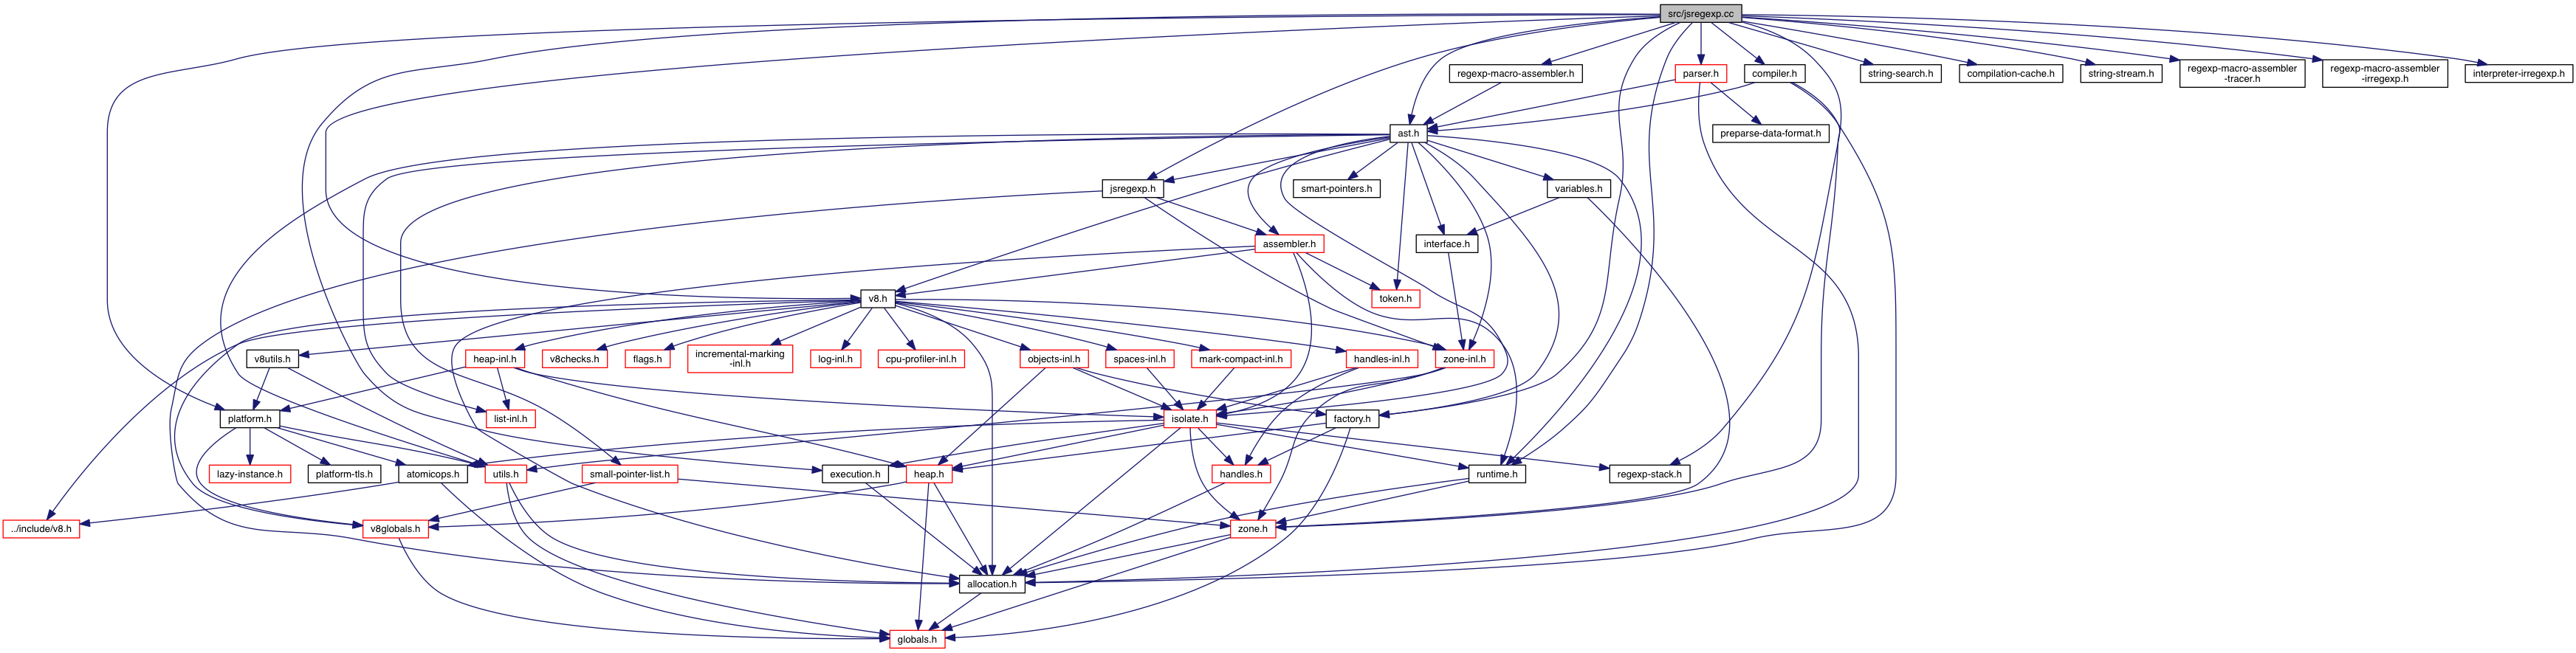 src/jsregexp.cc
regexp-macro-assembler.h
parser.h
compiler.h
string-search.h
compilation-cache.h
string-stream.h
regexp-macro-assembler
-tracer.h
regexp-macro-assembler
-irregexp.h
interpreter-irregexp.h
ast.h
preparse-data-format.h
jsregexp.h
smart-pointers.h
variables.h
assembler.h
interface.h
v8.h
token.h
v8utils.h
heap-inl.h
v8checks.h
flags.h
incremental-marking
-inl.h
log-inl.h
cpu-profiler-inl.h
objects-inl.h
spaces-inl.h
mark-compact-inl.h
handles-inl.h
zone-inl.h
platform.h
list-inl.h
isolate.h
factory.h
lazy-instance.h
platform-tls.h
atomicops.h
utils.h
small-pointer-list.h
execution.h
heap.h
handles.h
runtime.h
regexp-stack.h
../include/v8.h
v8globals.h
zone.h
allocation.h
globals.h